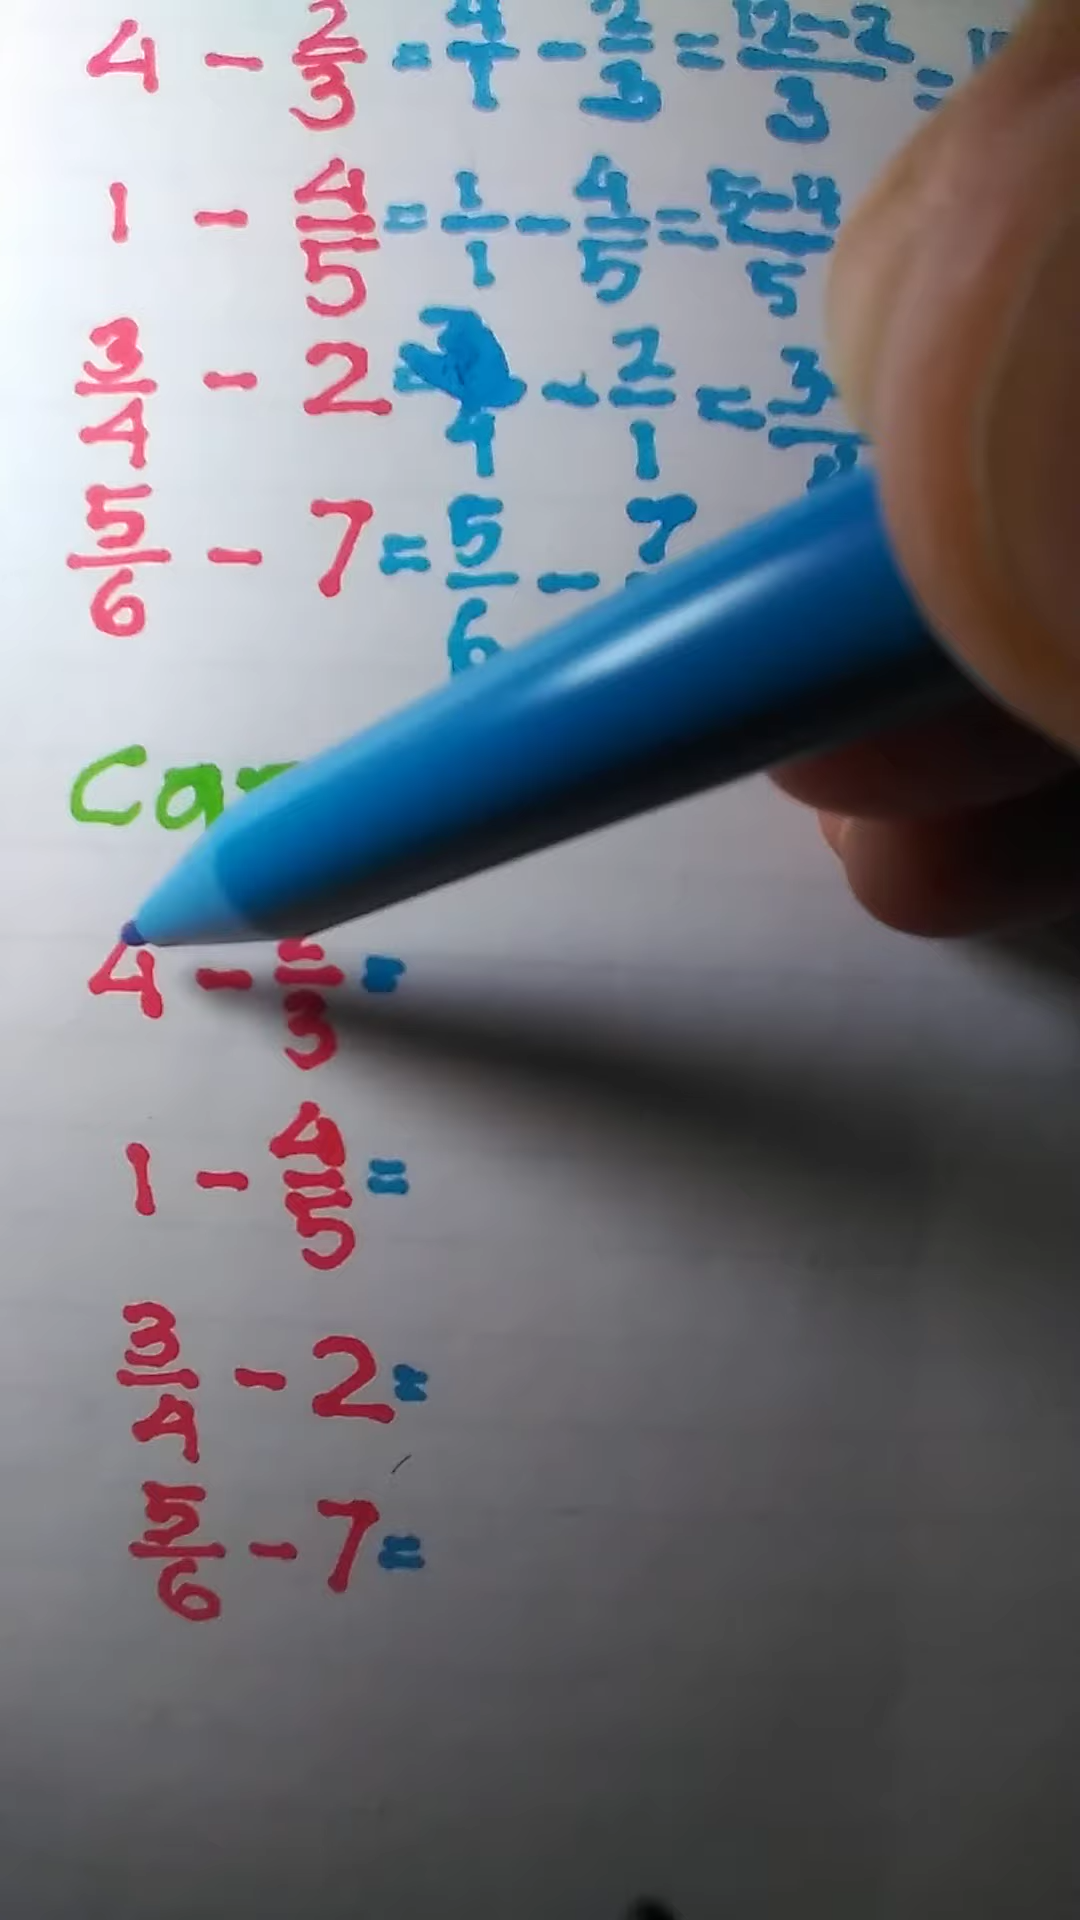 4 - 2/3 = 4/1 - 2/3 = 12-2/3 =
1 - 4/5 = 1/1 - 4/5 = 5-4/5
3/4 - 2 = /4 - 2/1 = 3
5/6 - 7 = 5/6 - 7
4 - 2/3 =
1 - 4/5 =
3/4 - 2 =
5/6 - 7 =